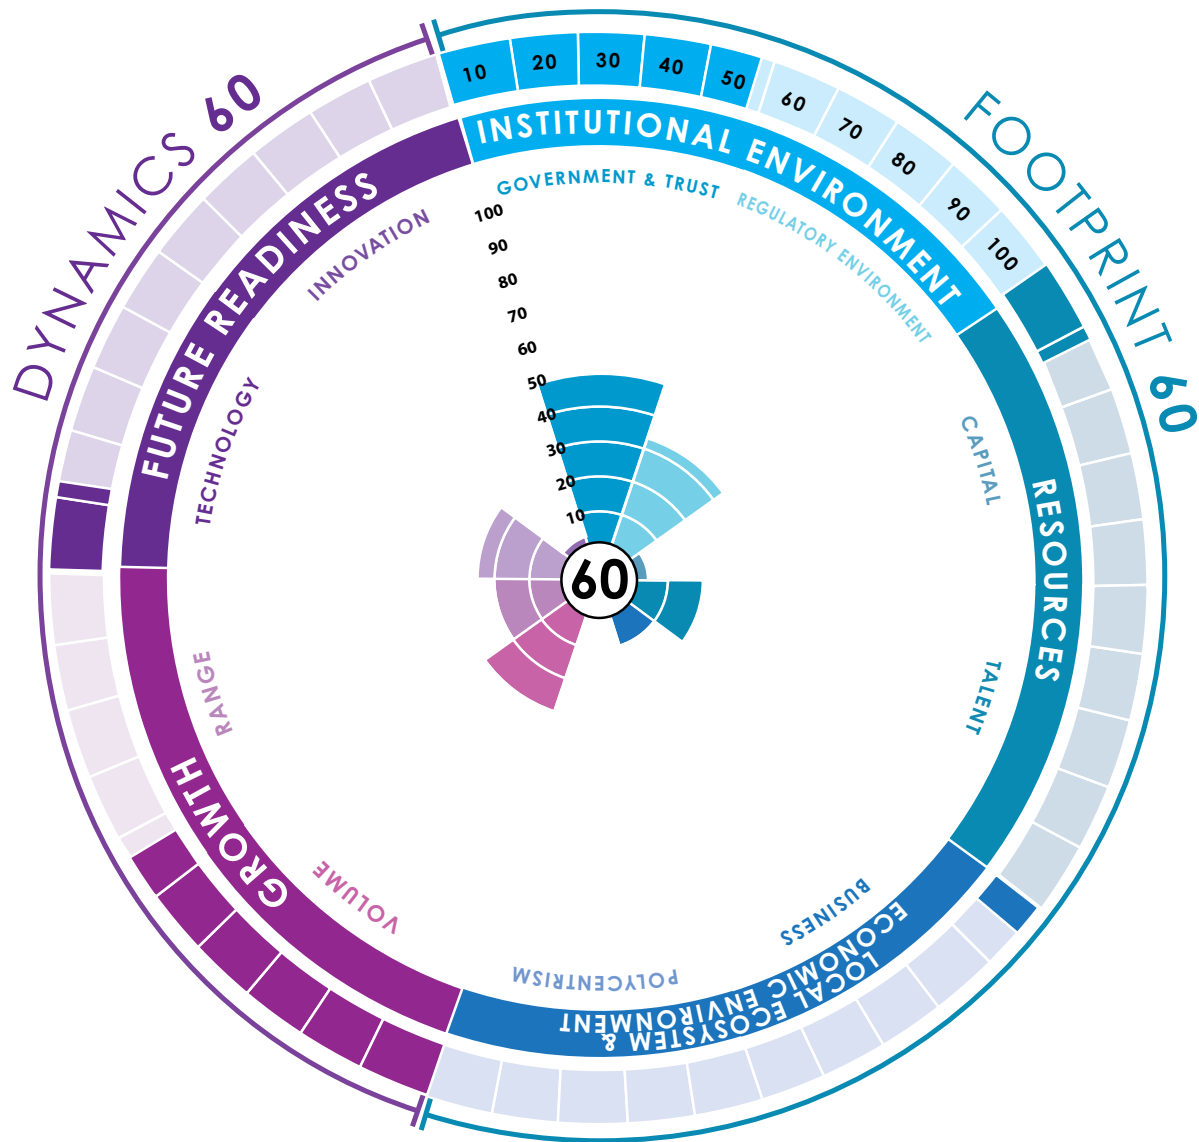 DYNAMICS 60
FOOTPRINT 60
10 20 30 40 50 60 70 80 90 100
INSTITUTIONAL ENVIRONMENT
GOVERNMENT & TRUST
REGULATORY ENVIRONMENT
RESOURCES
CAPITAL
TALENT
LOCAL ECOSYSTEM &
ECONOMIC ENVIRONMENT
BUSINESS
POLYCENTRISM
GROWTH
VOLUME
RANGE
FUTURE READINESS
TECHNOLOGY
INNOVATION
100
90
80
70
60
50
40
30
20
10
60